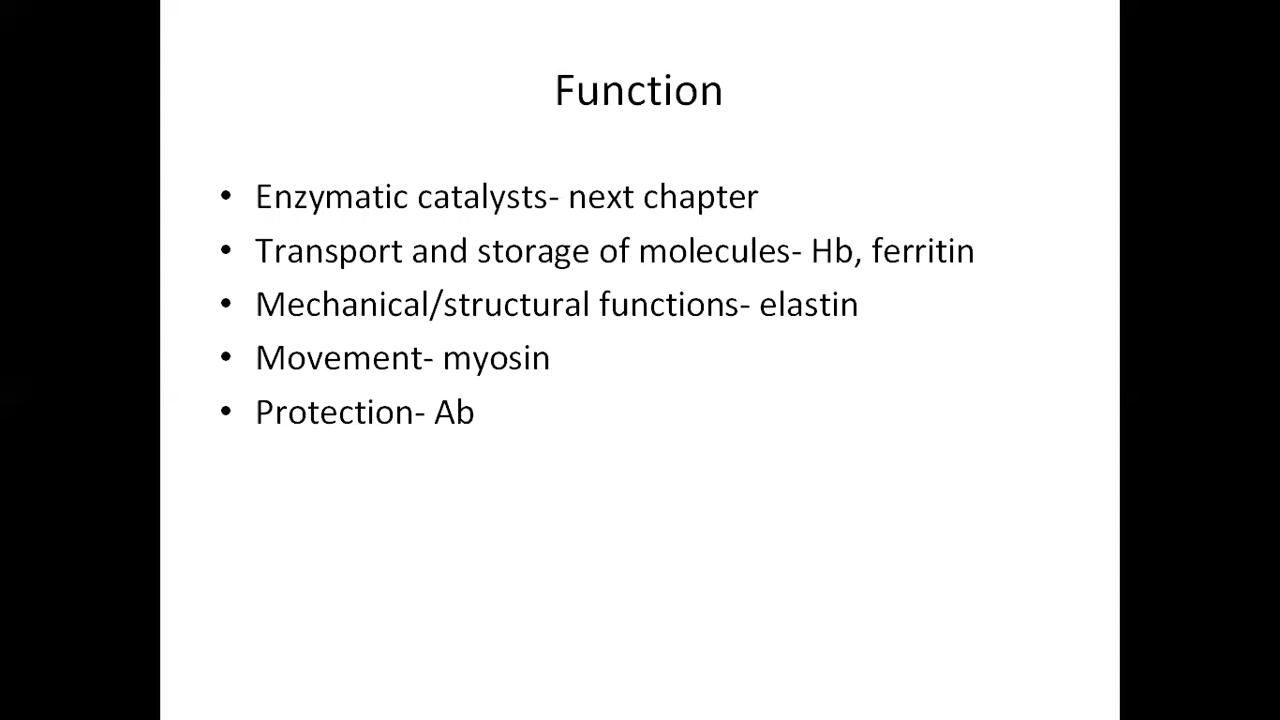 Function
• Enzymatic catalysts- next chapter
• Transport and storage of molecules- Hb, ferritin
• Mechanical/structural functions- elastin
• Movement- myosin
• Protection- Ab